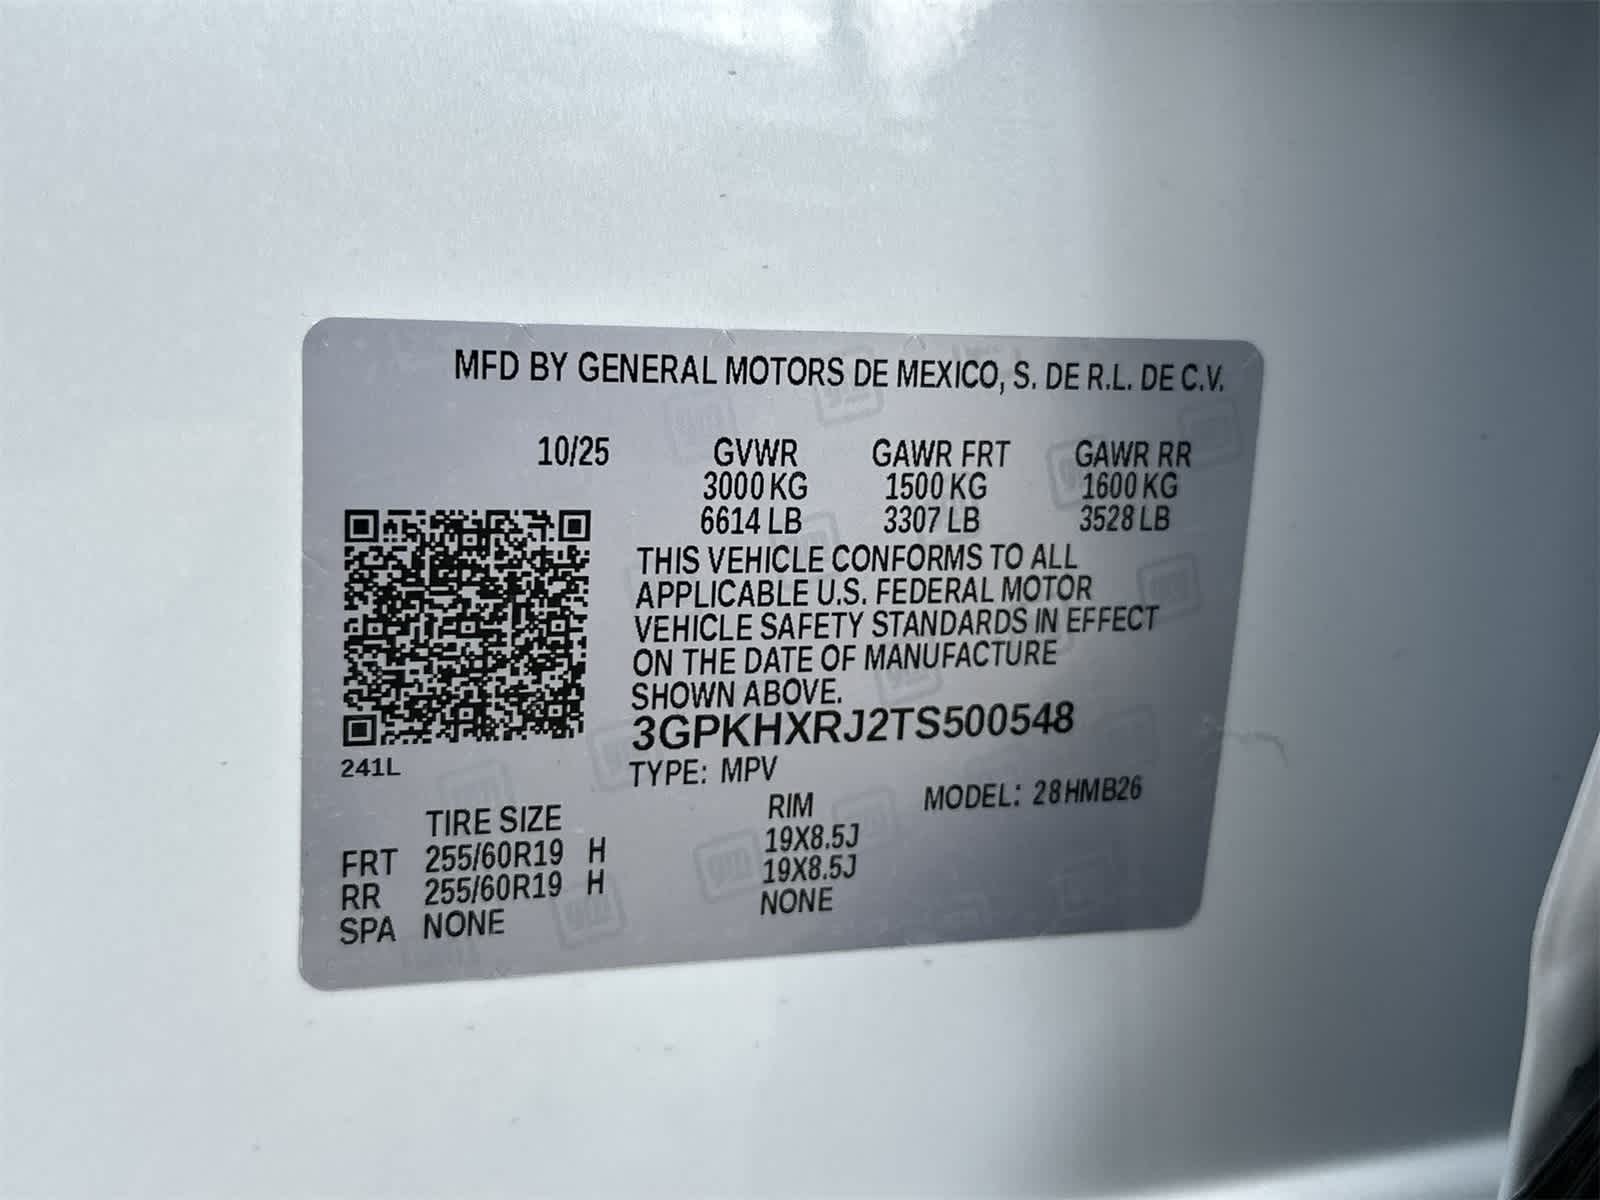 MFD BY GENERAL MOTORS DE MEXICO, S. DE R.L. DE C.V.
10/25 GVWR GAWR FRT GAWR RR
3000 KG 1500 KG 1600 KG
6614 LB 3307 LB 3528 LB
THIS VEHICLE CONFORMS TO ALL
APPLICABLE U.S. FEDERAL MOTOR
VEHICLE SAFETY STANDARDS IN EFFECT
ON THE DATE OF MANUFACTURE
SHOWN ABOVE.
3GPKHXRJ2TS500548
241L
TYPE: MPV
MODEL: 28HMB26
TIRE SIZE RIM
FRT 255/60R19 H 19X8.5J
RR 255/60R19 H 19X8.5J
SPA NONE NONE